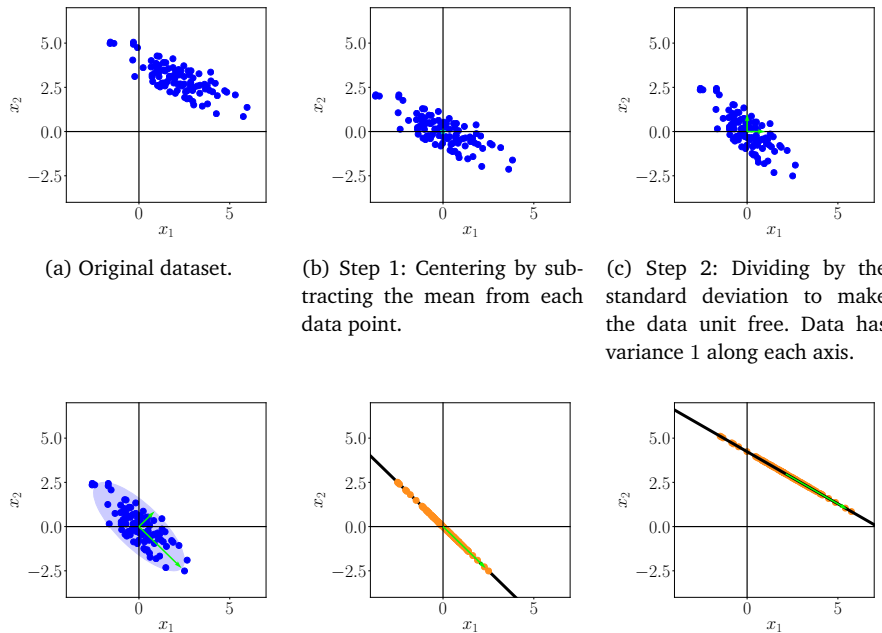 5.0
2.5
0.0
−2.5
x2
0
5
x1
5.0
2.5
0.0
−2.5
x2
0
5
x1
5.0
2.5
0.0
−2.5
x2
0
5
x1
(a) Original dataset.
(b) Step 1: Centering by sub-
tracting the mean from each
data point.
(c) Step 2: Dividing by the
standard deviation to make
the data unit free. Data has
variance 1 along each axis.
5.0
2.5
0.0
−2.5
x2
0
5
x1
5.0
2.5
0.0
−2.5
x2
0
5
x1
5.0
2.5
0.0
−2.5
x2
0
5
x1